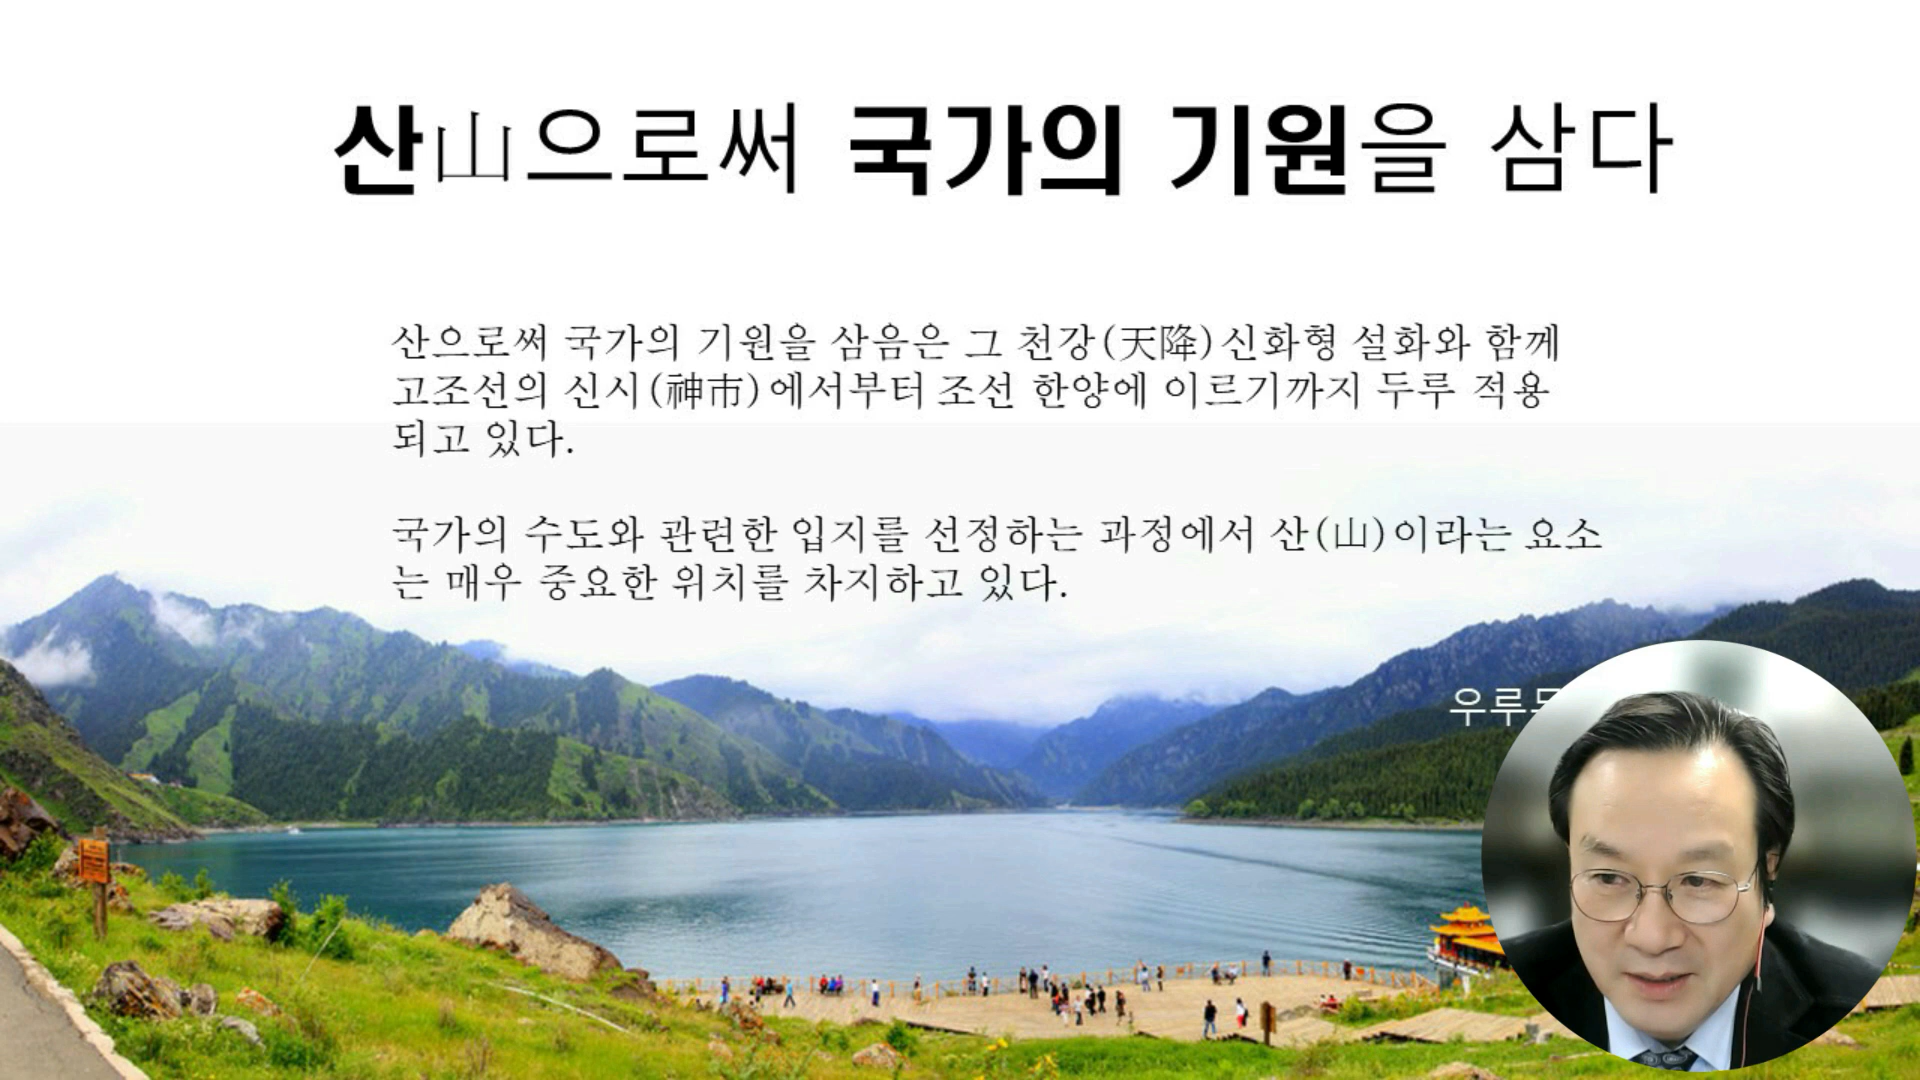 산山으로써 국가의 기원을 삼다
산으로써 국가의 기원을 삼음은 그 천강(天降)신화형 설화와 함께
고조선의 신시(神市)에서부터 조선 한양에 이르기까지 두루 적용
되고 있다.
국가의 수도와 관련한 입지를 선정하는 과정에서 산(山)이라는 요소
는 매우 중요한 위치를 차지하고 있다.